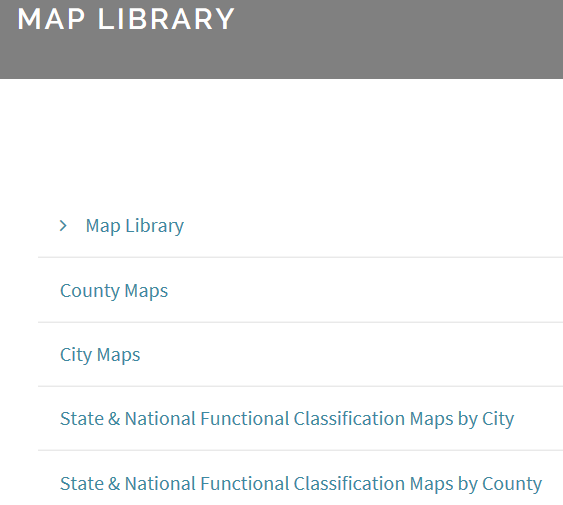 MAP LIBRARY
Map Library
County Maps
City Maps
State & National Functional Classification Maps by City
State & National Functional Classification Maps by County